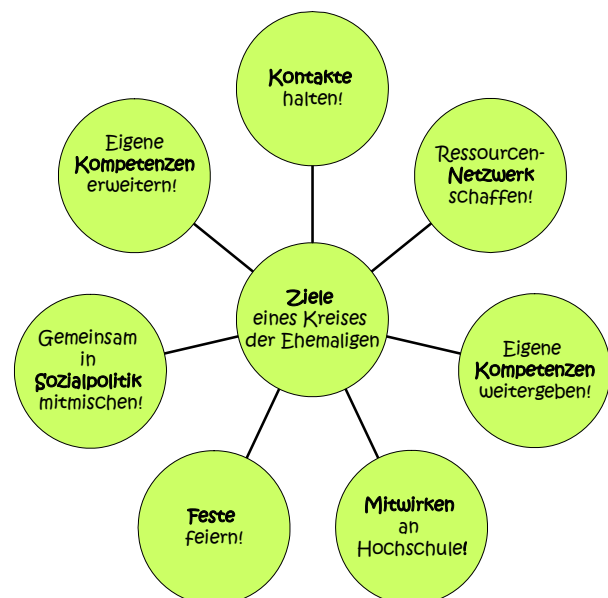 Kontakte
halten!
Eigene
Kompetenzen
erweitern!
Ressourcen-
Netzwerk
schaffen!
Ziele
eines Kreises
der Ehemaligen
Gemeinsam
in
Sozialpolitik
mitmischen!
Eigene
Kompetenzen
weitergeben!
Feste
feiern!
Mitwirken
an
Hochschule!